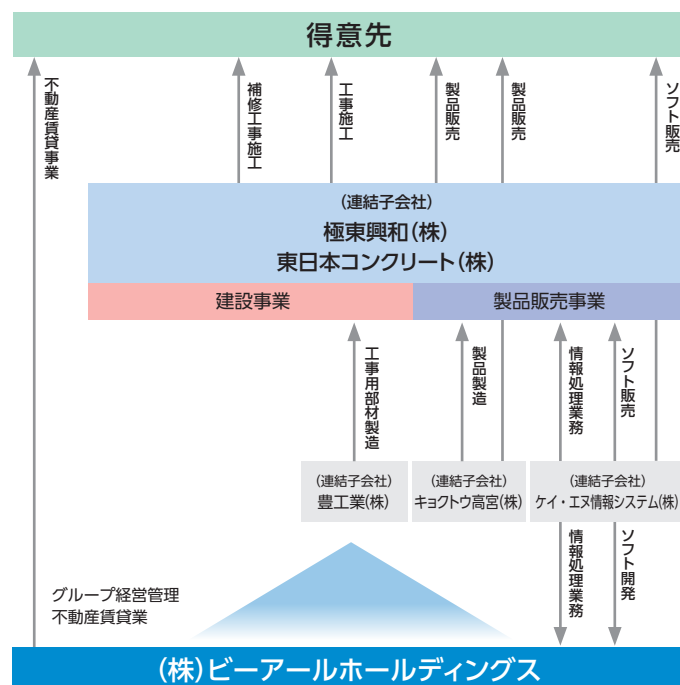 得意先
不動産賃貸事業
補修工事施工
工事施工
製品販売
製品販売
ソフト販売
(連結子会社)
極東興和(株)
東日本コンクリート(株)
建設事業
製品販売事業
工事用部材製造
製品製造
情報処理業務
ソフト販売
(連結子会社)
豊工業(株)
(連結子会社)
キョクトウ高宮(株)
(連結子会社)
ケイ・エヌ情報システム(株)
情報処理業務
ソフト開発
グループ経営管理
不動産賃貸業
(株)ビーアールホールディングス